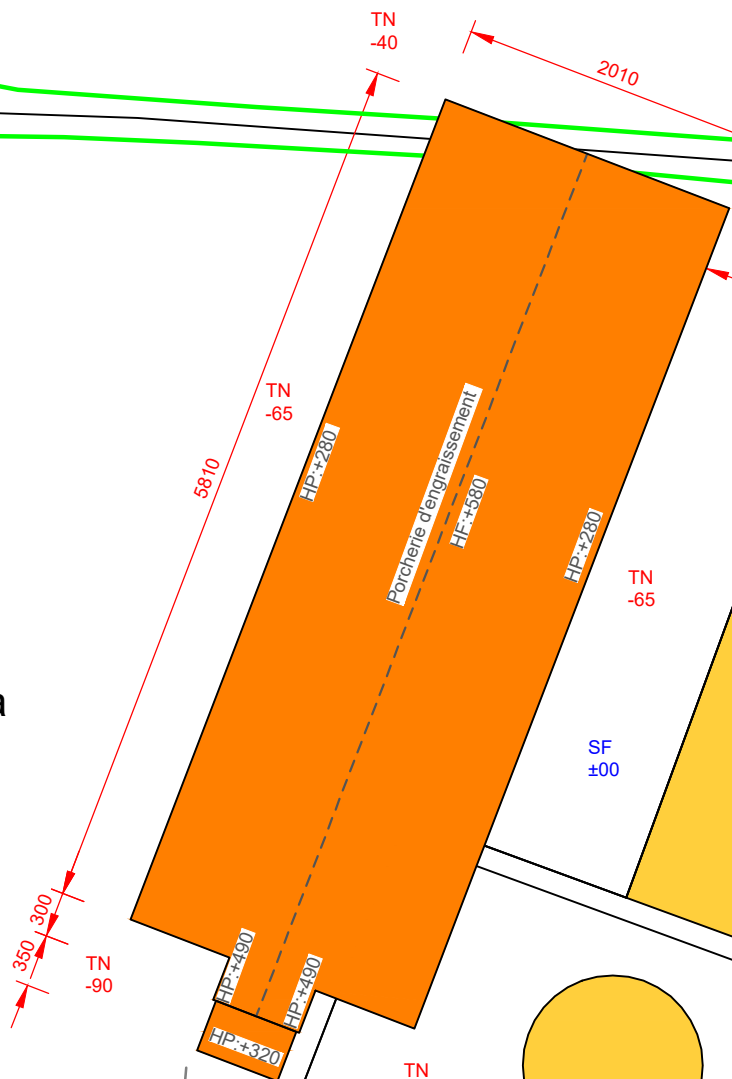 TN
-40
2010
TN
-65
HP:+280
5810
Porcherie d'engraissement
HF:+580
HP:+280
TN
-65
a
SF
±00
300
350
TN
-90
HP:+490
HP:+490
HP:+320
TN